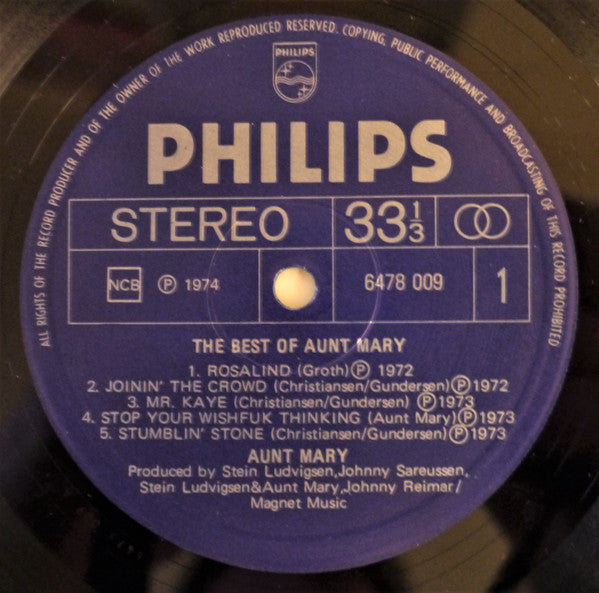 ALL RIGHTS OF THE RECORD PRODUCER AND OF THE OWNER OF THE WORK REPRODUCED RESERVED. COPYING, PUBLIC PERFORMANCE AND BROADCASTING OF THIS RECORD PROHIBITED
PHILIPS
PHILIPS
STEREO 33 1/3
NCB Ⓟ 1974 6478 009 1
THE BEST OF AUNT MARY
1. ROSALIND (Groth) Ⓟ 1972
2. JOININ' THE CROWD (Christiansen/Gundersen) Ⓟ 1972
3. MR. KAYE (Christiansen/Gundersen) Ⓟ 1973
4. STOP YOUR WISHFUK THINKING (Aunt Mary) Ⓟ 1973
5. STUMBLIN' STONE (Christiansen/Gundersen) Ⓟ 1973
AUNT MARY
Produced by Stein Ludvigsen, Johnny Sareussen,
Stein Ludvigsen&Aunt Mary, Johnny Reimar/
Magnet Music